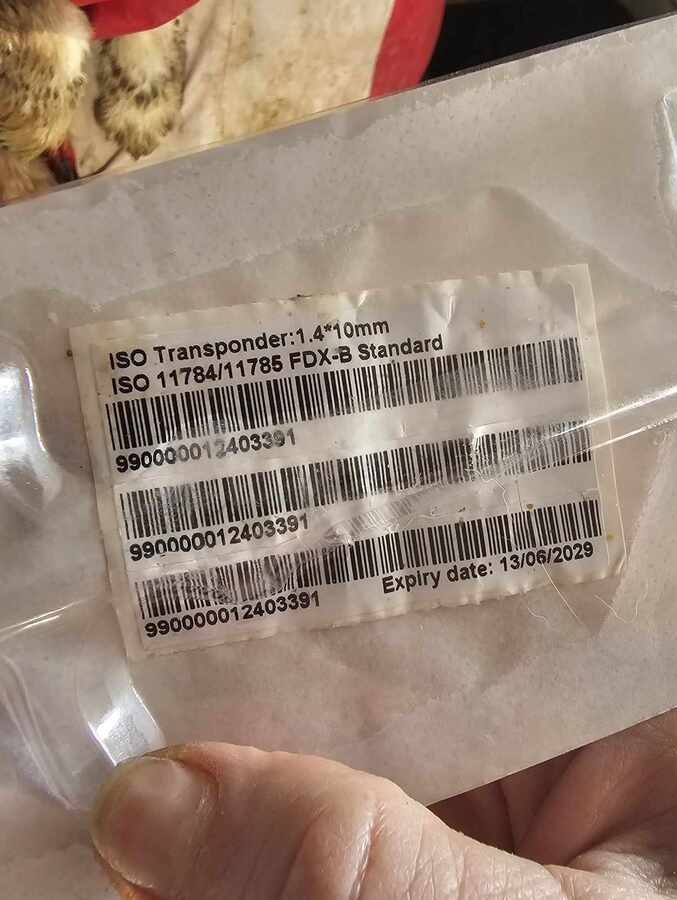 ISO Transponder:1.4*10mm
ISO 11784/11785 FDX-B Standard
990000012403391
990000012403391
990000012403391
Expiry date: 13/06/2029